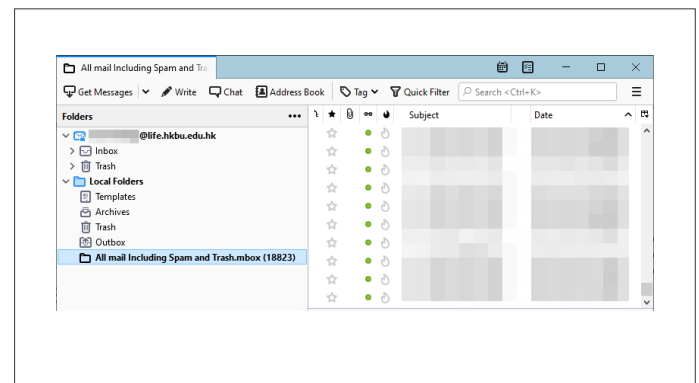 All mail Including Spam and Tra
Get Messages Write Chat Address Book Tag Quick Filter Search <Ctrl+K>
Folders Subject Date
@life.hkbu.edu.hk
Inbox
Trash
Local Folders
Templates
Archives
Trash
Outbox
All mail Including Spam and Trash.mbox (18823)